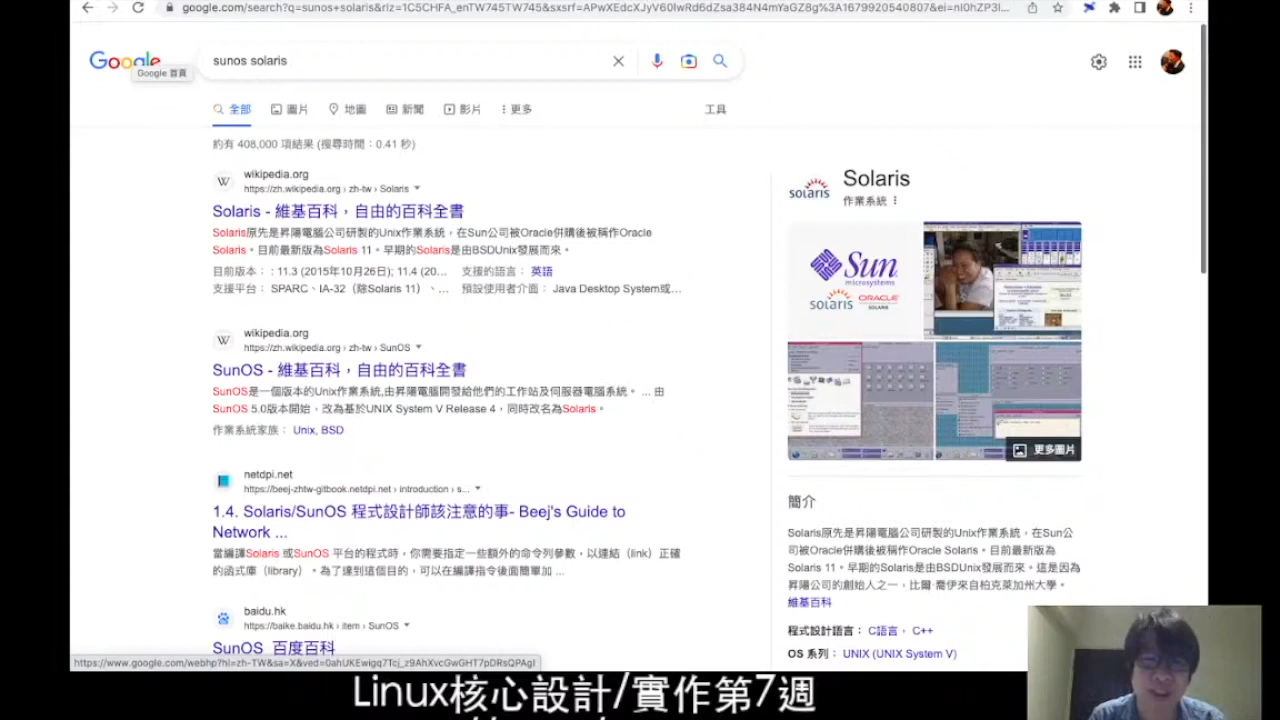 google.com/search?q=sunos+solaris&rlz=1C5CHFA_enTW745TW745&sxsrf=APwXEdcXJyV60IwRd6dZsa384N4mYaGZ8g%3A1679920540807&ei=nI0hZP3I...
Google
sunos solaris
Google 首頁
全部 圖片 地圖 新聞 影片 更多 工具
約有 408,000 項結果 (搜尋時間：0.41 秒)
W wikipedia.org
https://zh.wikipedia.org › zh-tw › Solaris
Solaris - 維基百科，自由的百科全書
Solaris原先是昇陽電腦公司研製的Unix作業系統，在Sun公司被Oracle併購後被稱作Oracle
Solaris。目前最新版為Solaris 11。早期的Solaris是由BSDUnix發展而來。
目前版本： : 11.3 (2015年10月26日); 11.4 (20... 支援的語言： 英語
支援平台： SPARC、IA-32（除Solaris 11）、... 預設使用者介面： Java Desktop System或...
W wikipedia.org
https://zh.wikipedia.org › zh-tw › SunOS
SunOS - 維基百科，自由的百科全書
SunOS是一個版本的Unix作業系統,由昇陽電腦開發給他們的工作站及伺服器電腦系統。 ... 由
SunOS 5.0版本開始，改為基於UNIX System V Release 4，同時改名為Solaris。
作業系統家族： Unix, BSD
netdpi.net
https://beej-zhtw-gitbook.netdpi.net › introduction › s...
1.4. Solaris/SunOS 程式設計師該注意的事- Beej's Guide to
Network ...
當編譯Solaris 或SunOS 平台的程式時，你需要指定一些額外的命令列參數，以連結（link）正確
的函式庫（library）。為了達到這個目的，可以在編譯指令後面簡單加 ...
baidu.hk
https://baike.baidu.hk › item › SunOS
SunOS_百度百科
https://www.google.com/webhp?hl=zh-TW&sa=X&ved=0ahUKEwigq7Tcj_z9AhXvcGwGHT7pDRsQPAgI
solaris
Solaris
作業系統
Sun
microsystems
solaris ORACLE
SOLARIS
更多圖片
簡介
Solaris原先是昇陽電腦公司研製的Unix作業系統，在Sun公
司被Oracle併購後被稱作Oracle Solaris。目前最新版為
Solaris 11。早期的Solaris是由BSDUnix發展而來。這是因為
昇陽公司的創始人之一，比爾·喬伊來自柏克萊加州大學。
維基百科
程式設計語言： C語言， C++
OS 系列： UNIX (UNIX System V)
Linux核心設計/實作第7週